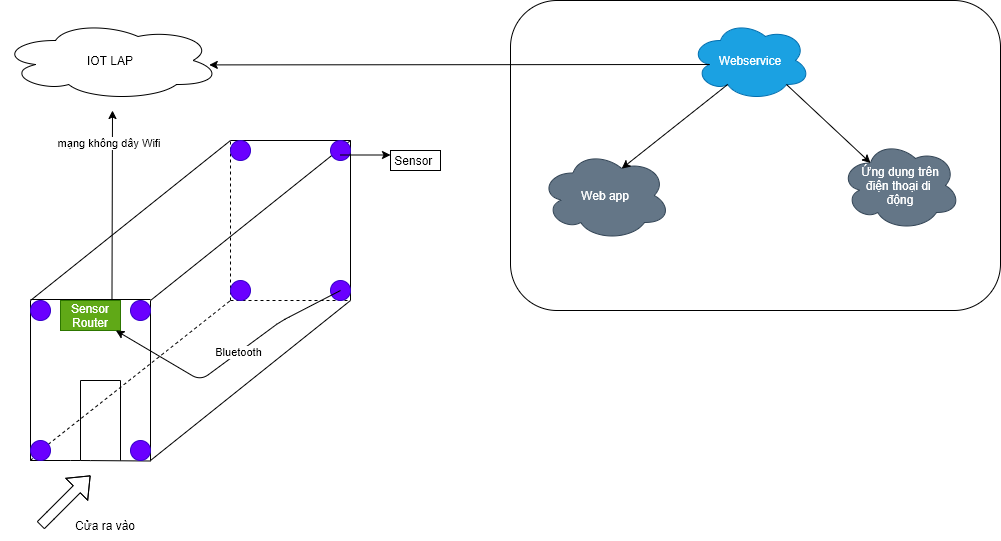 IOT LAP
Webservice
mạng không dây Wifi
Sensor
Web app
Ứng dụng trên
điện thoại di
động
Sensor
Router
Bluetooth
Cửa ra vào